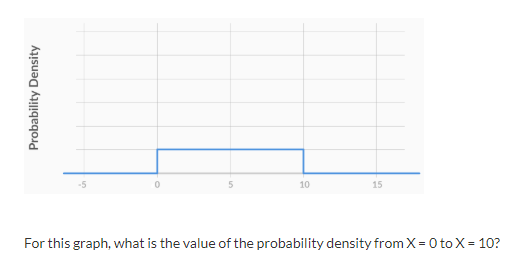 Probability Density
-5 0 5 10 15
For this graph, what is the value of the probability density from X = 0 to X = 10?